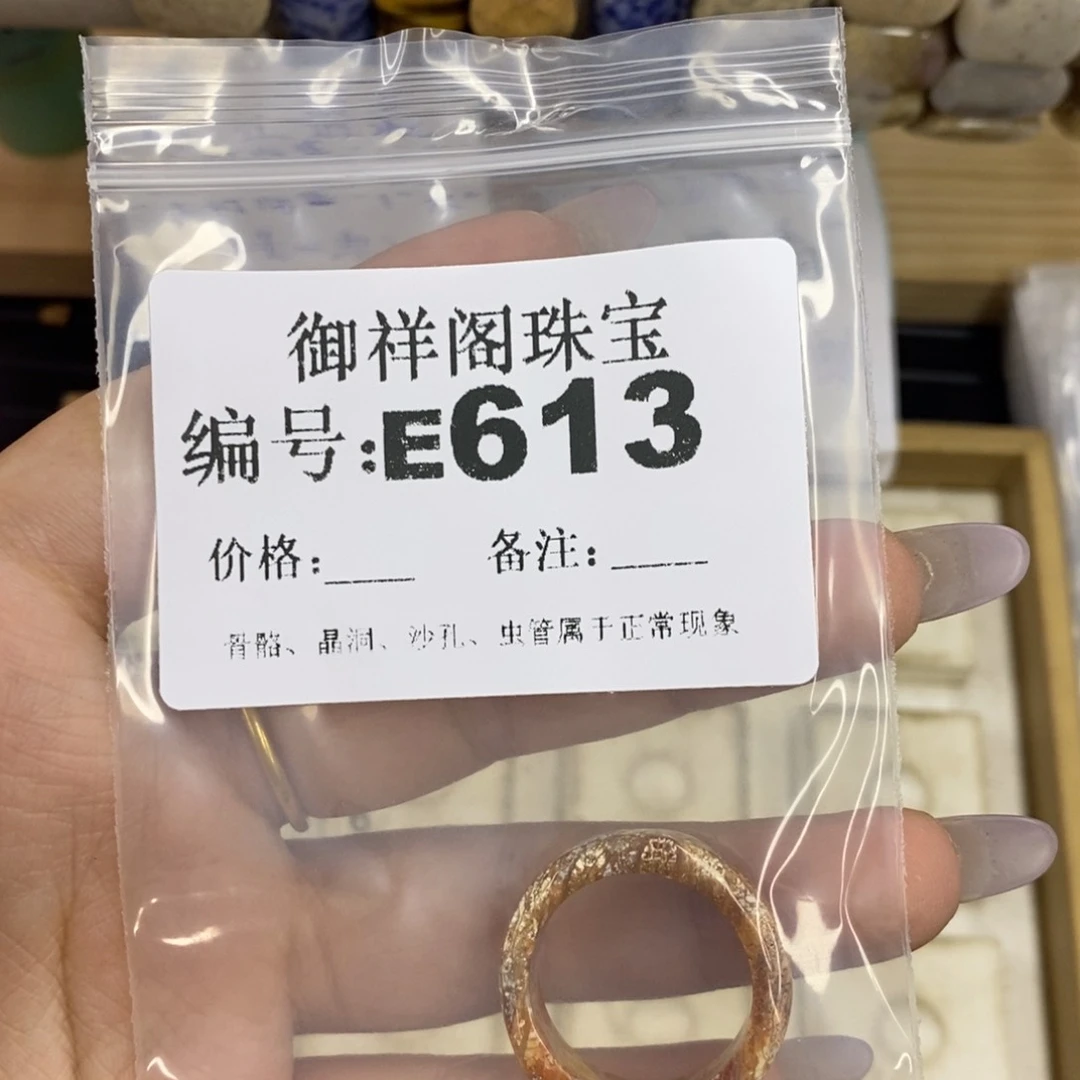 御祥阁珠宝
编号:E613
价格:____ 备注:____
骨骼、晶洞、沙孔、虫管属于正常现象